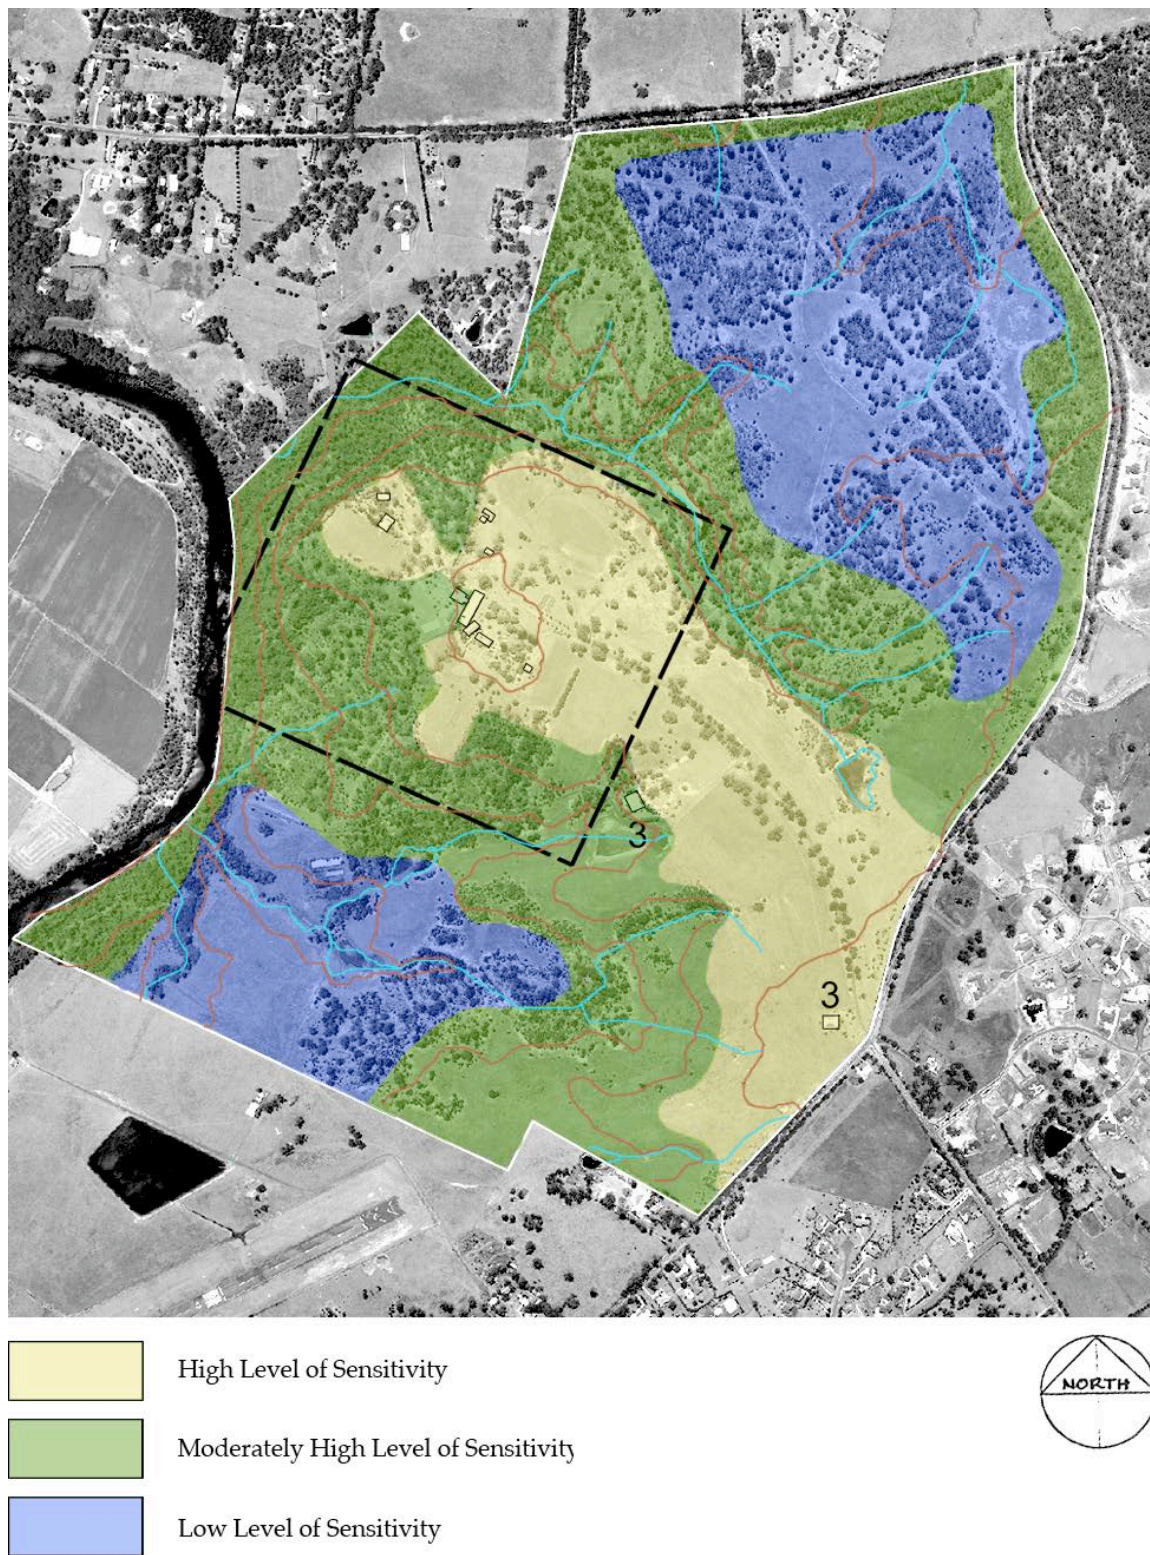 3
3
High Level of Sensitivity
NORTH
Moderately High Level of Sensitivity
Low Level of Sensitivity